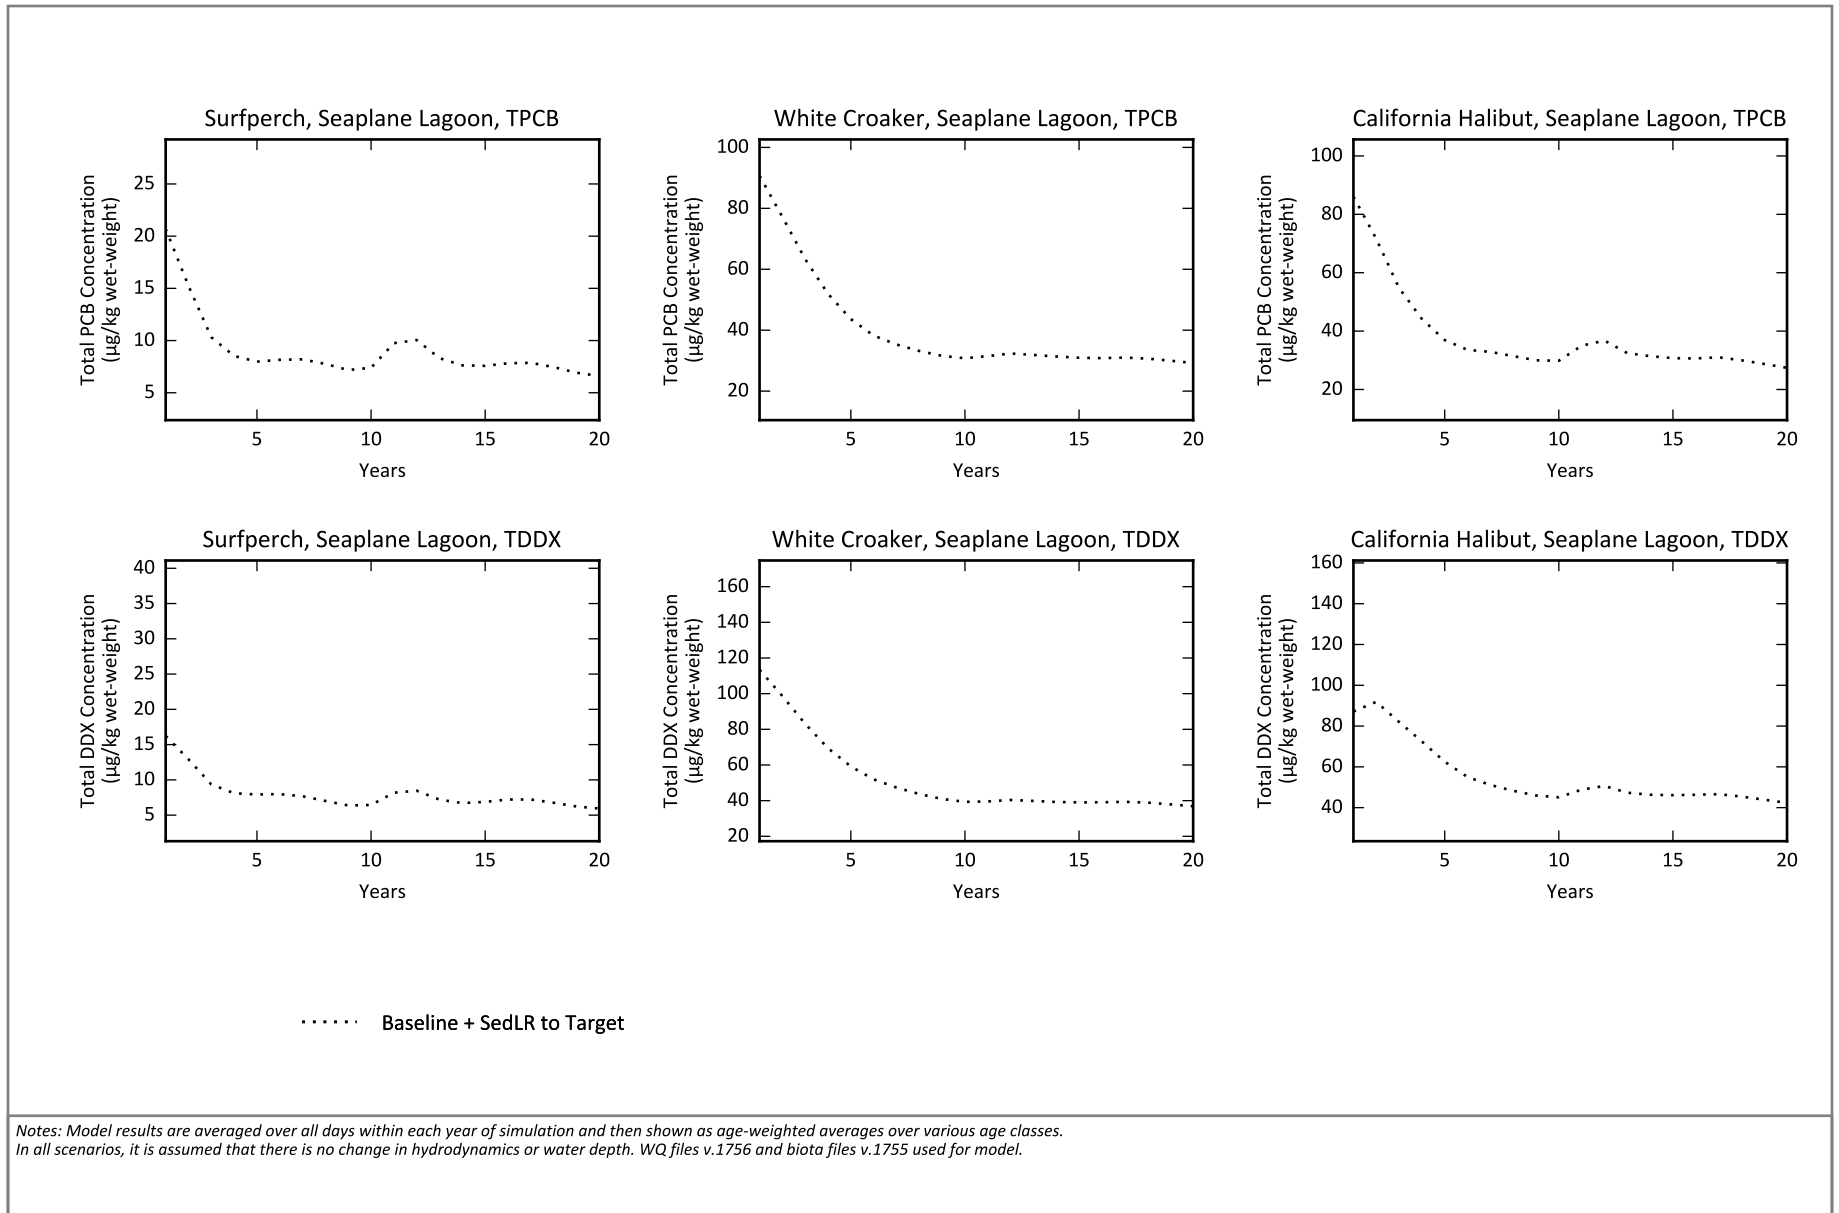 Surfperch, Seaplane Lagoon, TPCB
Total PCB Concentration
(µg/kg wet-weight)
25
20
15
10
5
5 10 15 20
Years
White Croaker, Seaplane Lagoon, TPCB
Total PCB Concentration
(µg/kg wet-weight)
100
80
60
40
20
5 10 15 20
Years
California Halibut, Seaplane Lagoon, TPCB
Total PCB Concentration
(µg/kg wet-weight)
100
80
60
40
20
5 10 15 20
Years
Surfperch, Seaplane Lagoon, TDDX
Total DDX Concentration
(µg/kg wet-weight)
40
35
30
25
20
15
10
5
5 10 15 20
Years
White Croaker, Seaplane Lagoon, TDDX
Total DDX Concentration
(µg/kg wet-weight)
160
140
120
100
80
60
40
20
5 10 15 20
Years
California Halibut, Seaplane Lagoon, TDDX
Total DDX Concentration
(µg/kg wet-weight)
160
140
120
100
80
60
40
5 10 15 20
Years
Baseline + SedLR to Target
Notes: Model results are averaged over all days within each year of simulation and then shown as age-weighted averages over various age classes.
In all scenarios, it is assumed that there is no change in hydrodynamics or water depth. WQ files v.1756 and biota files v.1755 used for model.